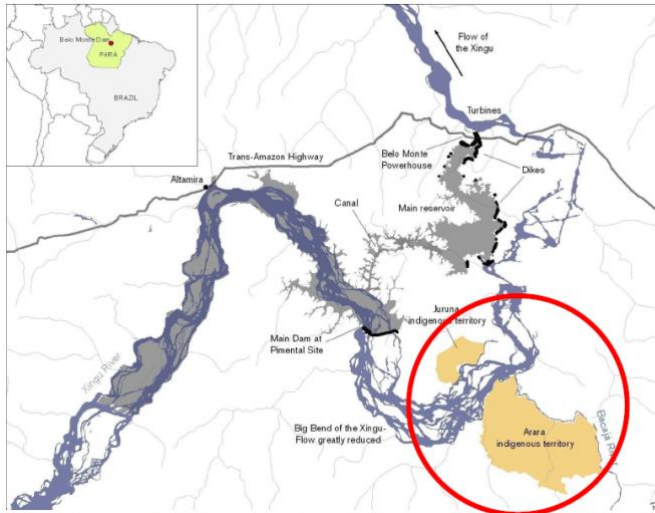 Belo Monte Dam
PARÁ
BRAZIL
Flow of
the Xingu
Turbines
Trans-Amazon Highway
Belo Monte
Powerhouse
Dikes
Altamira
Canal
Main reservoir
Juruna
indigenous territory
Main Dam at
Pimental Site
Xingu River
Big Bend of the Xingu-
Flow greatly reduced
Arara
indigenous territory
Bacaja River